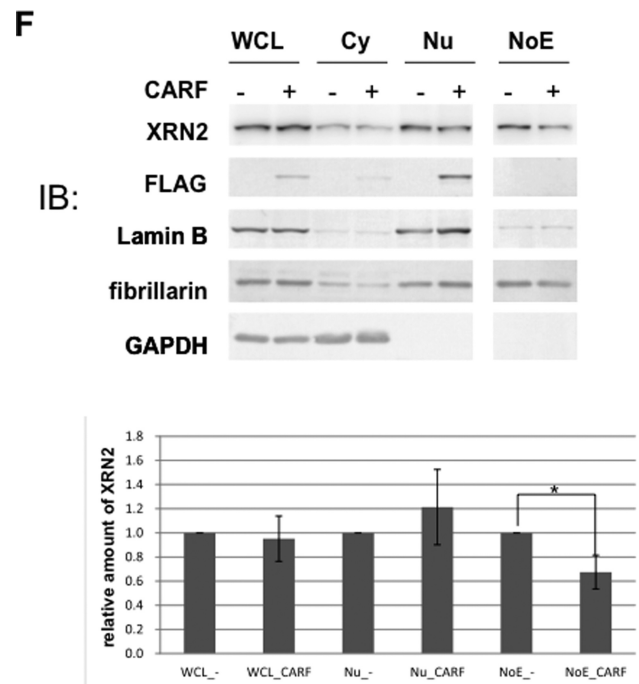 F
WCL Cy Nu NoE
CARF - + - + - + - +
XRN2
FLAG
IB:
Lamin B
fibrillarin
GAPDH
1.8
1.6
1.4
1.2
1.0
0.8
0.6
0.4
0.2
0.0
relative amount of XRN2
*
WCL_- WCL_CARF Nu_- Nu_CARF NoE_- NoE_CARF